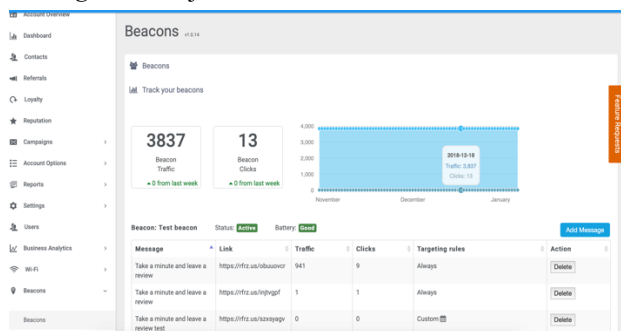 Account Overview
Dashboard
Contacts
Referrals
Loyalty
Reputation
Campaigns
Account Options
Reports
Settings
Users
Business Analytics
Wi-Fi
Beacons
Beacons
Beacons v1.0.14
Beacons
Track your beacons
3837
Beacon
Traffic
0 from last week
13
Beacon
Clicks
0 from last week
4,000
3,000
2,000
1,000
0
November December January
2018-12-18
Traffic: 3,837
Clicks: 13
Feature Requests
Beacon: Test beacon Status: Active Battery: Good Add Message
Message Link Traffic Clicks Targeting rules Action
Take a minute and leave a review https://rfrz.us/obuuovcr 941 9 Always Delete
Take a minute and leave a review https://rfrz.us/injtvgpf 1 1 Always Delete
Take a minute and leave a review test https://rfrz.us/szxsyagv 0 0 Custom Delete